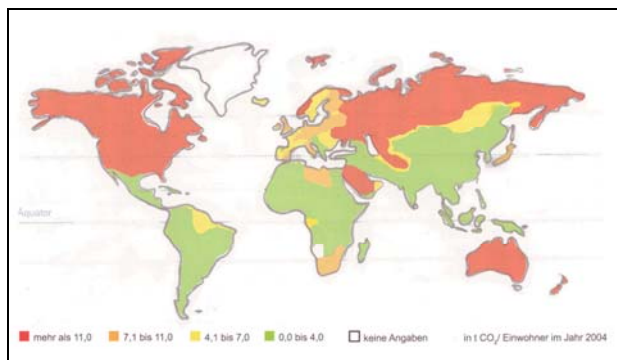 Äquator
mehr als 11,0 7,1 bis 11,0 4,1 bis 7,0 0,0 bis 4,0 keine Angaben in t CO₂/ Einwohner im Jahr 2004